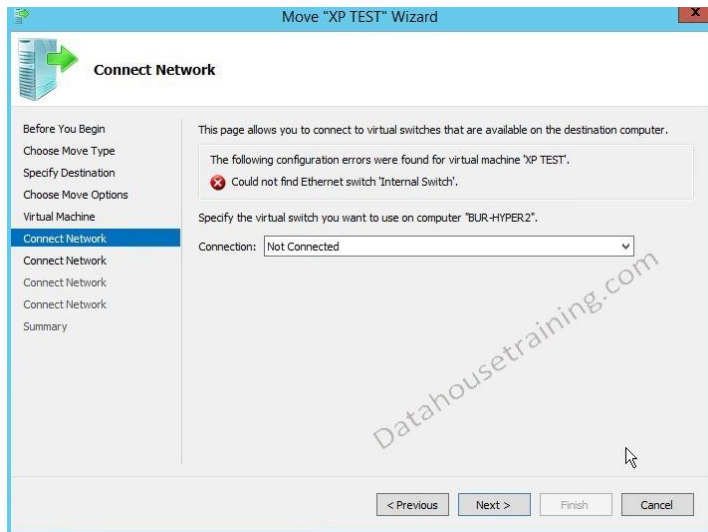 Move "XP TEST" Wizard
x
Connect Network
Before You Begin
Choose Move Type
Specify Destination
Choose Move Options
Virtual Machine
Connect Network
Connect Network
Connect Network
Connect Network
Summary
This page allows you to connect to virtual switches that are available on the destination computer.
The following configuration errors were found for virtual machine 'XP TEST'.
Could not find Ethernet switch 'Internal Switch'.
Specify the virtual switch you want to use on computer "BUR-HYPER2".
Connection: Not Connected
Datahousetraining.com
< Previous Next > Finish Cancel